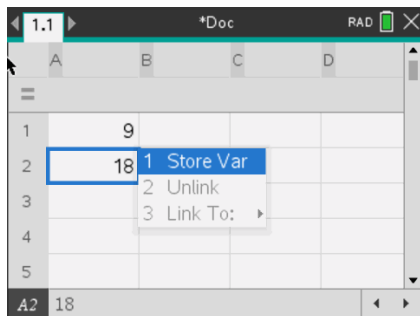 1.1 *Doc RAD
A B C D
=
1 9
2 18
3
4
5
1 Store Var
2 Unlink
3 Link To:
A2 18